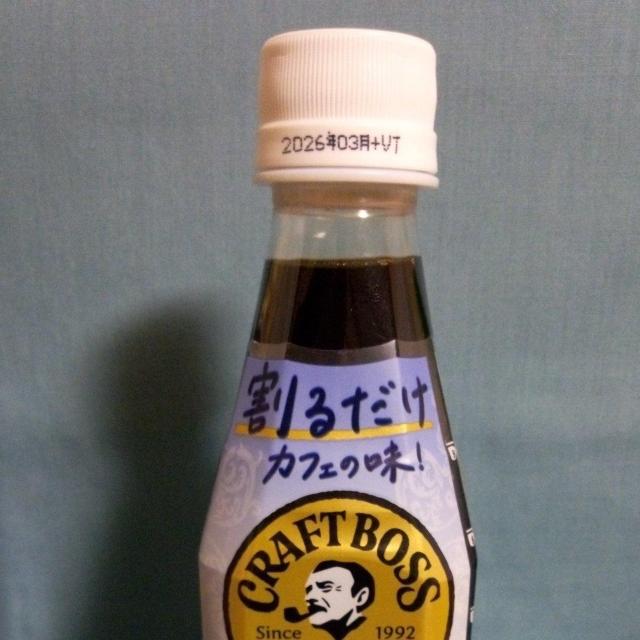 2026年03月+VT
割るだけ
カフェの味!
CRAFT BOSS
Since 1992